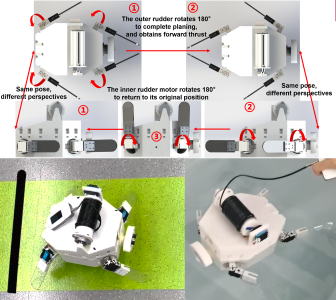 ①
②
The outer rudder rotates 180°
to complete planing,
and obtains forward thrust
Same pose,
different perspectives
The inner rudder motor rotates 180°
to return to its original position
Same pose,
different perspectives
①
②
③